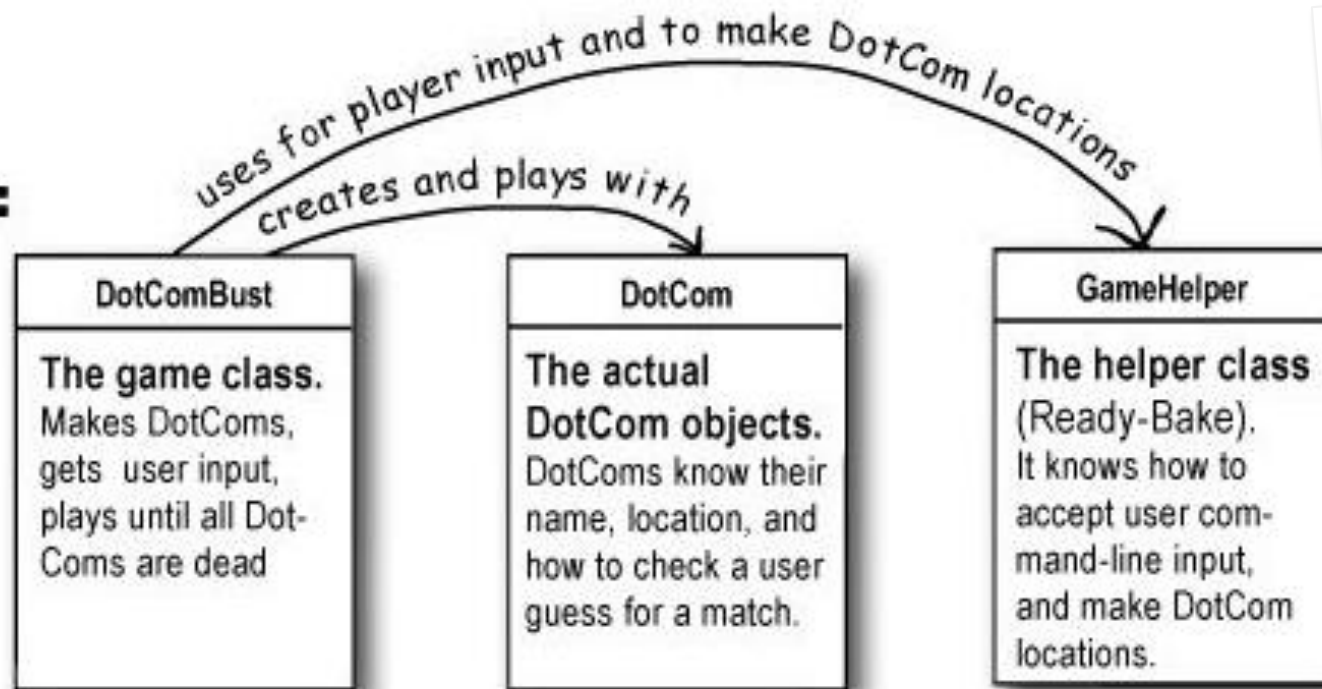 uses for player input and to make DotCom locations
creates and plays with
:
DotComBust
The game class.
Makes DotComs,
gets user input,
plays until all Dot-
Coms are dead
DotCom
The actual
DotCom objects.
DotComs know their
name, location, and
how to check a user
guess for a match.
GameHelper
The helper class
(Ready-Bake).
It knows how to
accept user com-
mand-line input,
and make DotCom
locations.